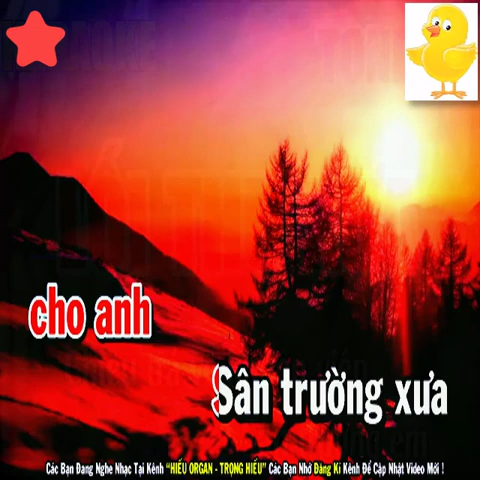 cho anh
Sân trường xưa
Các Bạn Đang Nghe Nhạc Tại Kênh "HIẾU ORGAN - TRỌNG HIẾU" Các Bạn Nhớ Đăng Kí Kênh Để Cập Nhật Video Mới !